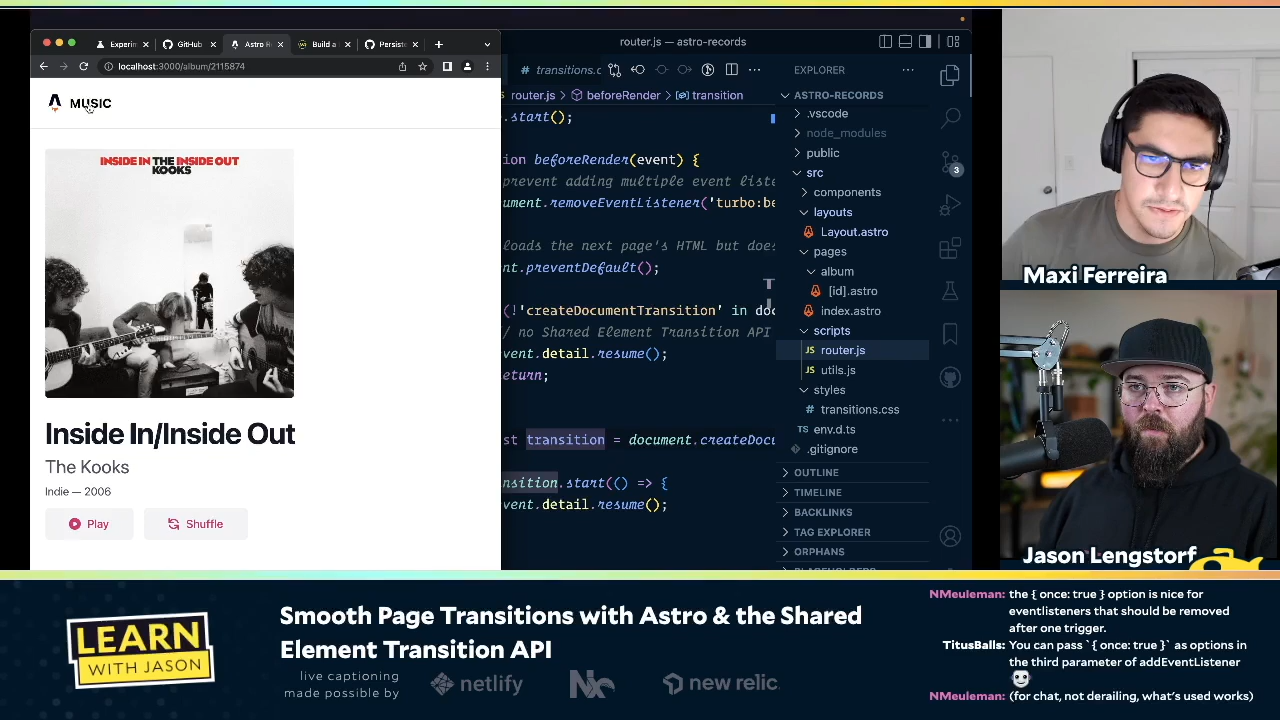 router.js — astro-records
Experim
GitHub
Astro R
Build a
Persiste
localhost:3000/album/2115874
MUSIC
INSIDE IN THE INSIDE OUT
KOOKS
Inside In/Inside Out
The Kooks
Indie — 2006
Play
Shuffle
transitions.c
router.js > beforeRender > transition
.start();
ion beforeRender(event) {
prevent adding multiple event liste
ument.removeEventListener('turbo:be
loads the next page's HTML but does
nt.preventDefault();
(!'createDocumentTransition' in doc
/ no Shared Element Transition API
vent.detail.resume();
eturn;
st transition = document.createDocu
nsition.start(() => {
vent.detail.resume();
EXPLORER
ASTRO-RECORDS
.vscode
node_modules
public
src
components
layouts
Layout.astro
pages
album
[id].astro
index.astro
scripts
JS router.js
JS utils.js
styles
transitions.css
env.d.ts
.gitignore
OUTLINE
TIMELINE
BACKLINKS
TAG EXPLORER
ORPHANS
3
Maxi Ferreira
Jason Lengstorf
LEARN
WITH JASON
Smooth Page Transitions with Astro & the Shared
Element Transition API
live captioning
made possible by
netlify
new relic.
NMeuleman: the { once: true } option is nice for
eventlisteners that should be removed
after one trigger.
TitusBalls: You can pass `{ once: true }` as options in
the third parameter of addEventListener
NMeuleman: (for chat, not derailing, what's used works)